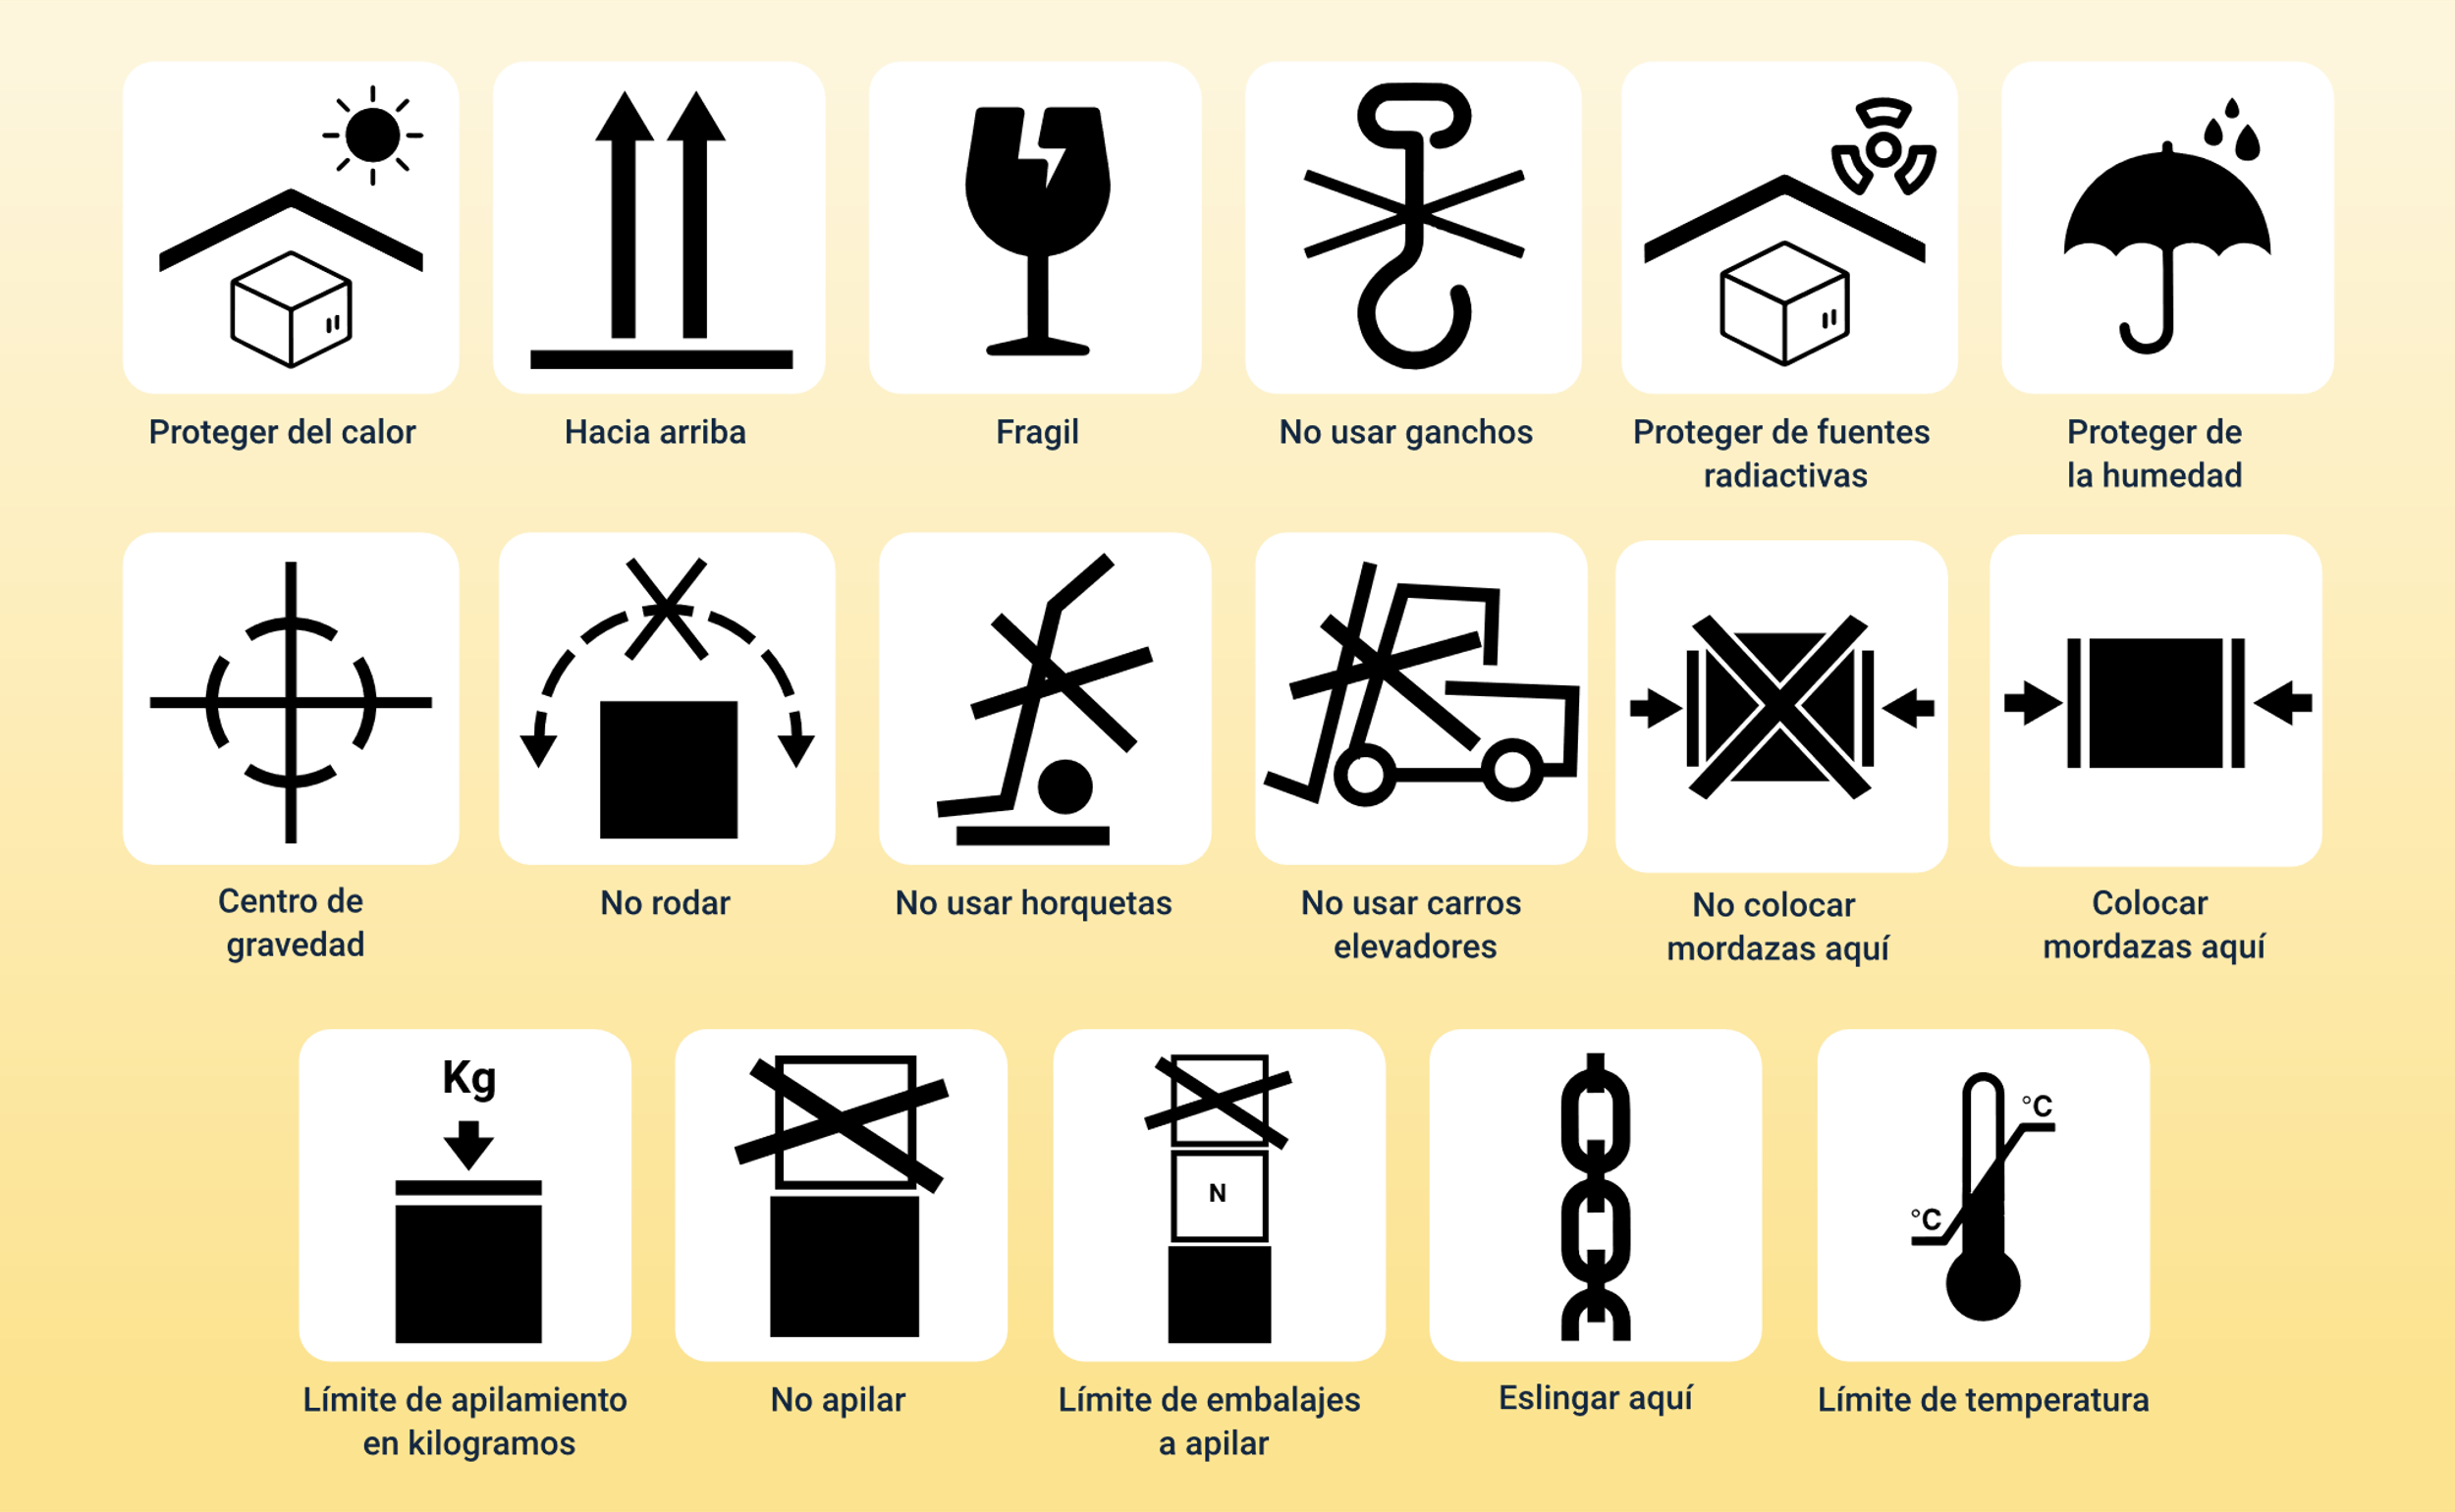 Proteger del calor
Hacia arriba
Fragil
No usar ganchos
Proteger de fuentes
radiactivas
Proteger de
la humedad
Centro de
gravedad
No rodar
No usar horquetas
No usar carros
elevadores
No colocar
mordazas aquí
Colocar
mordazas aquí
Kg
Límite de apilamiento
en kilogramos
No apilar
N
Límite de embalajes
a apilar
Eslingar aquí
°C
°C
Límite de temperatura